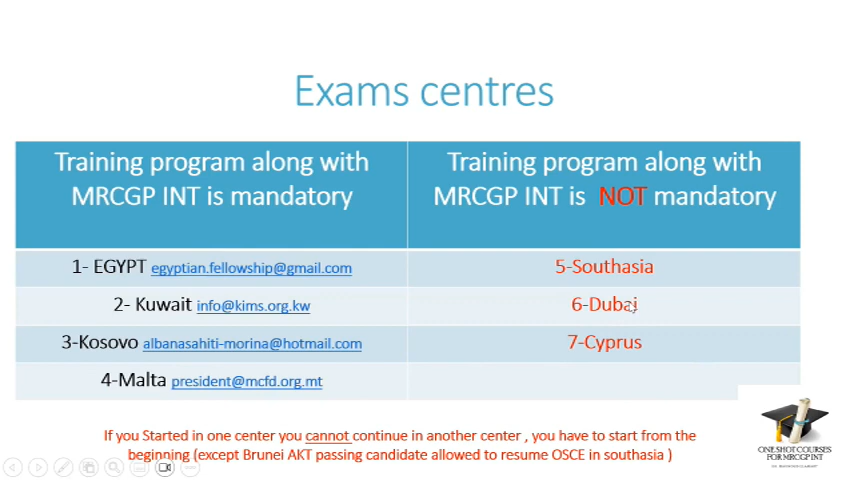 Exams centres
Training program along with
MRCGP INT is mandatory
Training program along with
MRCGP INT is NOT mandatory
1- EGYPT egyptian.fellowship@gmail.com
5-Southasia
2- Kuwait info@kims.org.kw
6-Dubai
3-Kosovo albanasahiti-morina@hotmail.com
7-Cyprus
4-Malta president@mcfd.org.mt
If you Started in one center you cannot continue in another center , you have to start from the
beginning (except Brunei AKT passing candidate allowed to resume OSCE in southasia )
ONE SHOT COURSES
FOR MRCGP INT